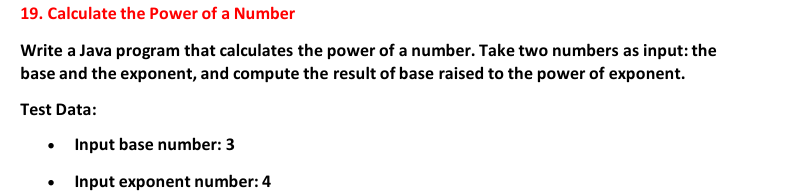 19. Calculate the Power of a Number
Write a Java program that calculates the power of a number. Take two numbers as input: the
base and the exponent, and compute the result of base raised to the power of exponent.
Test Data:
• Input base number: 3
• Input exponent number: 4